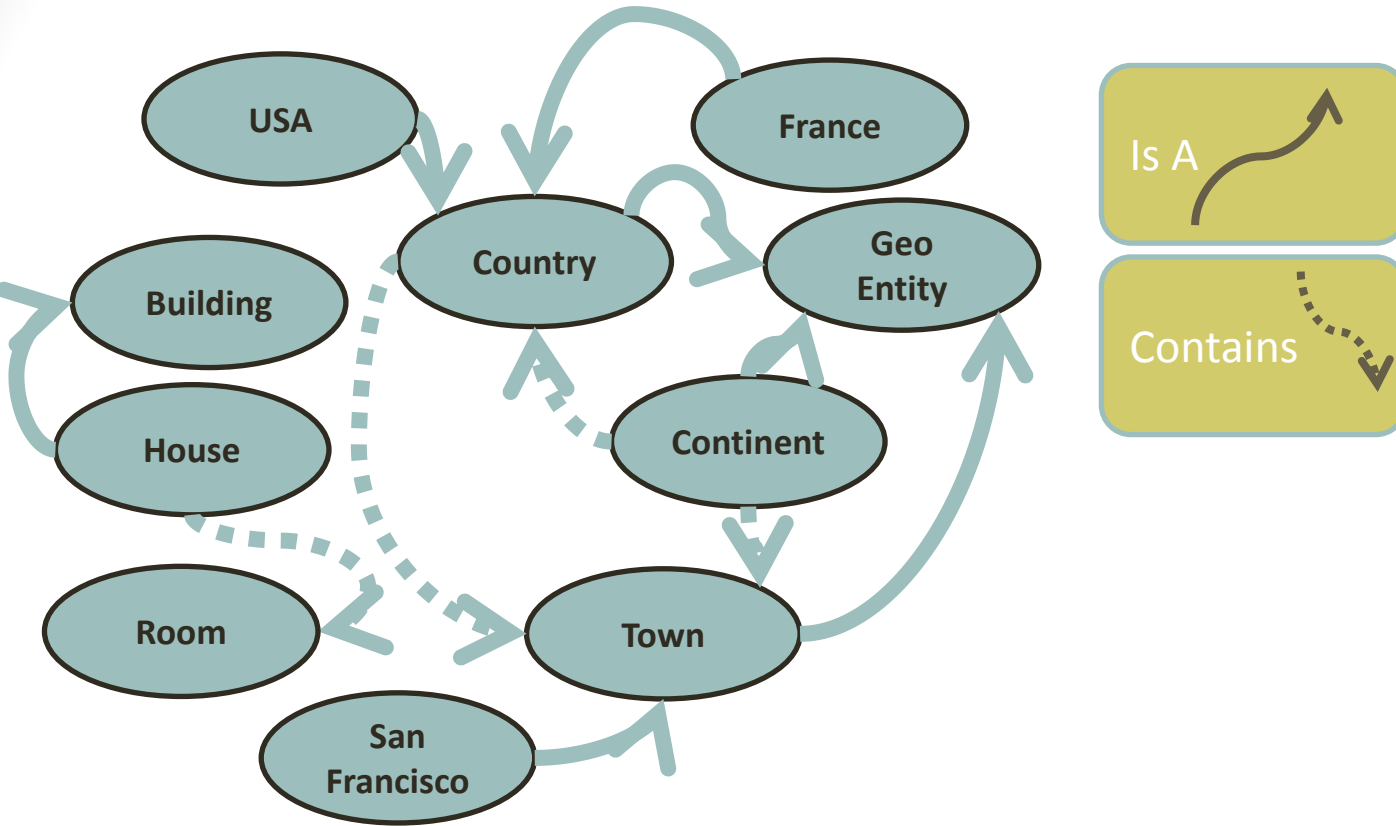 USA
France
Is A
Country
Geo
Entity
Building
Contains
House
Continent
Room
Town
San
Francisco